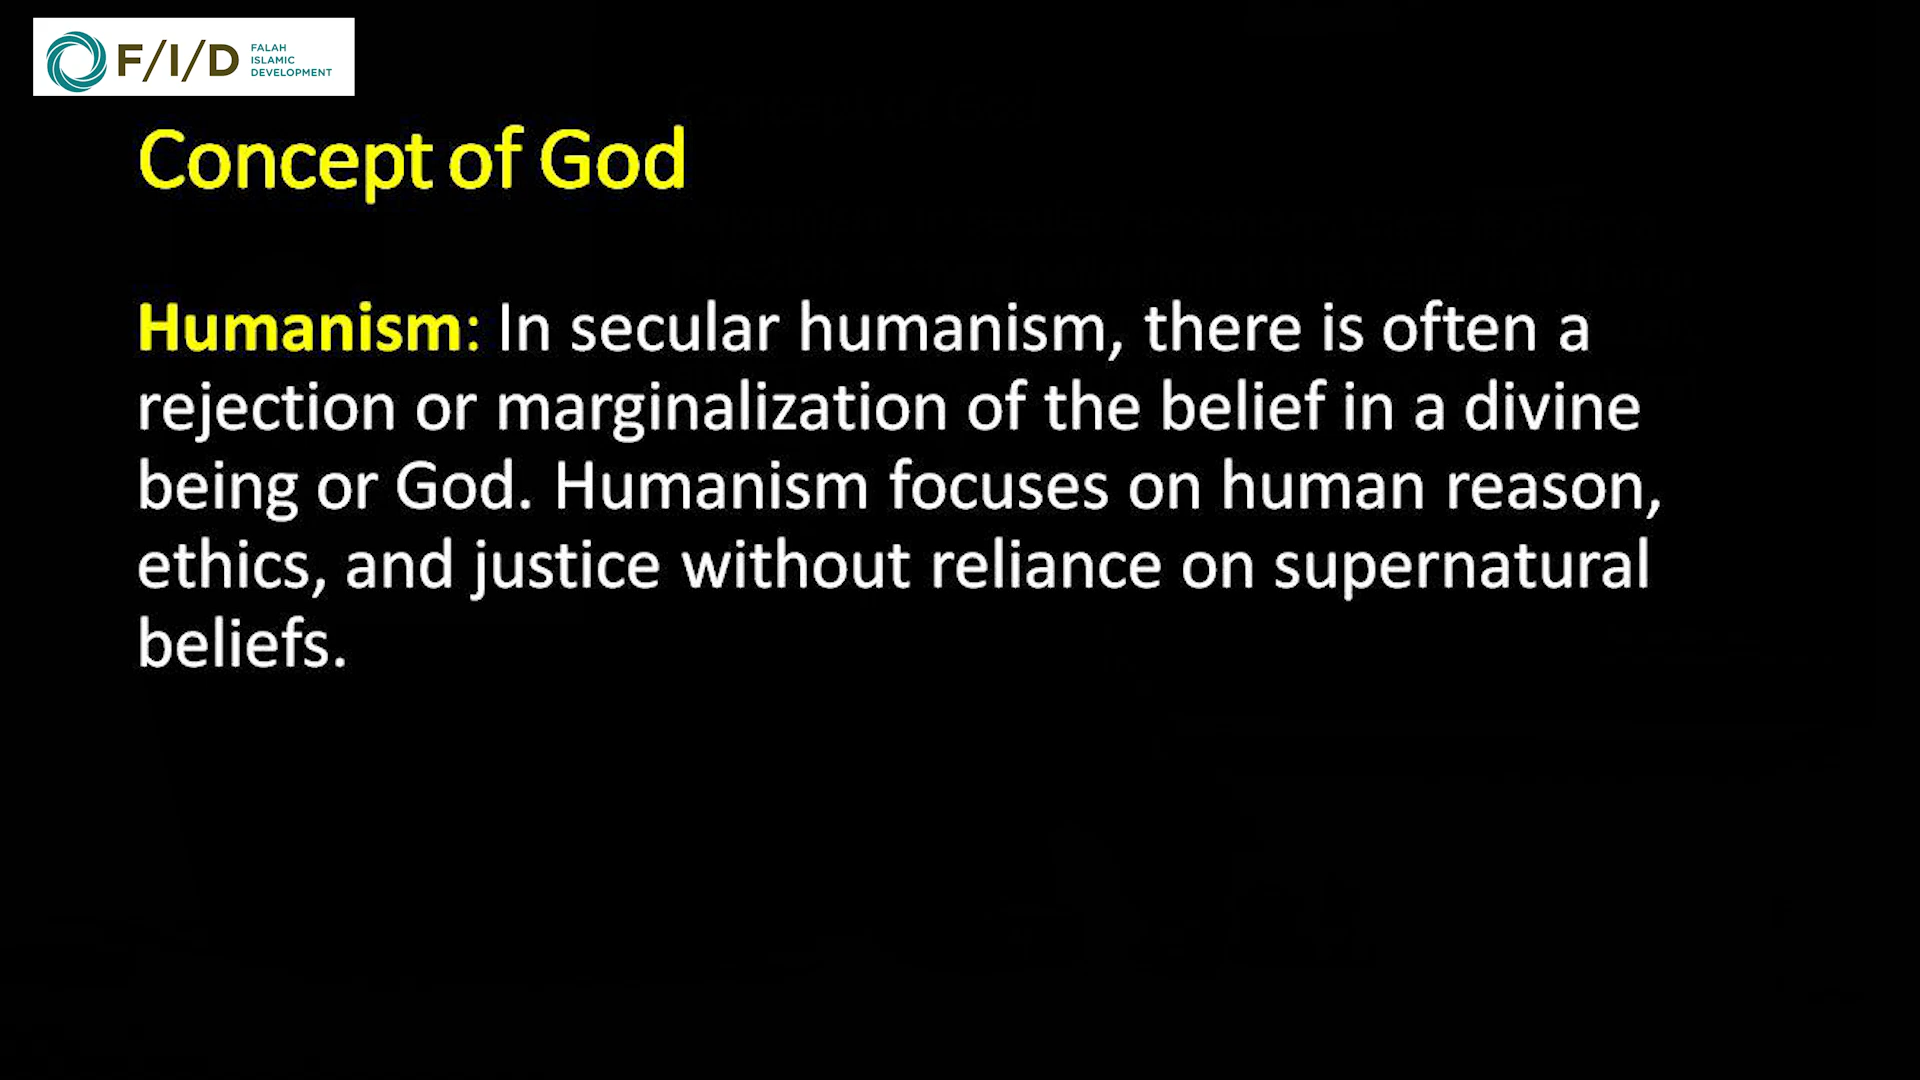 F/I/D
FALAH
ISLAMIC
DEVELOPMENT
Concept of God
Humanism: In secular humanism, there is often a
rejection or marginalization of the belief in a divine
being or God. Humanism focuses on human reason,
ethics, and justice without reliance on supernatural
beliefs.